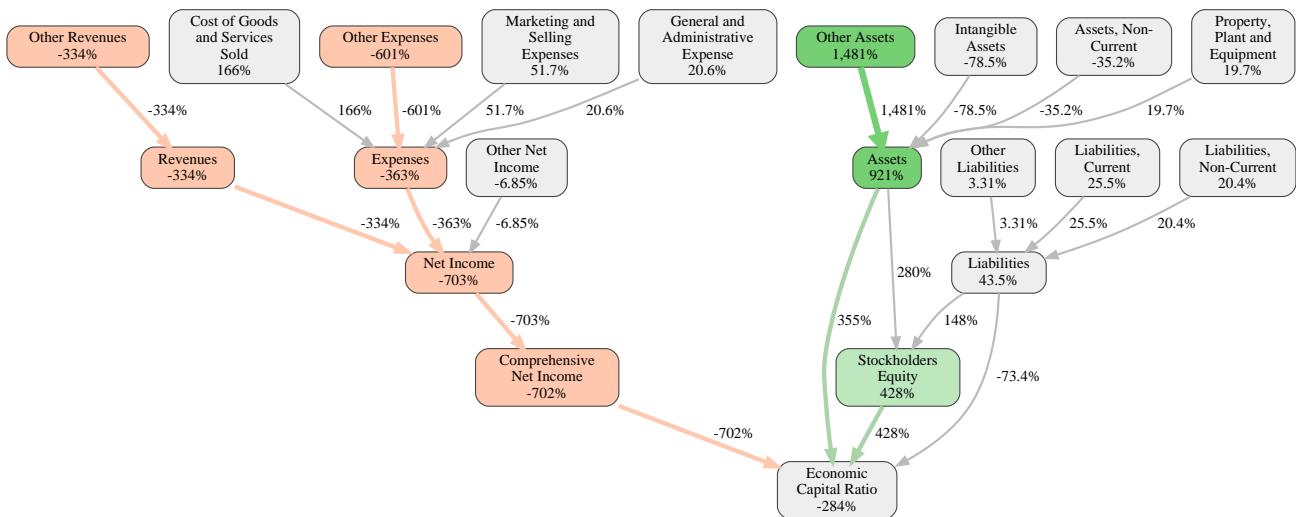 Other Revenues
-334%
Cost of Goods
and Services
Sold
166%
Other Expenses
-601%
Marketing and
Selling
Expenses
51.7%
General and
Administrative
Expense
20.6%
Other Assets
1,481%
Intangible
Assets
-78.5%
Assets, Non-
Current
-35.2%
Property,
Plant and
Equipment
19.7%
-334%
166%
-601%
51.7%
20.6%
1,481%
-78.5%
-35.2%
19.7%
Revenues
-334%
Expenses
-363%
Other Net
Income
-6.85%
Assets
921%
Other
Liabilities
3.31%
Liabilities,
Current
25.5%
Liabilities,
Non-Current
20.4%
-334%
-363%
-6.85%
3.31%
25.5%
20.4%
Net Income
-703%
280%
Liabilities
43.5%
-703%
355%
148%
Comprehensive
Net Income
-702%
Stockholders
Equity
428%
-73.4%
-702%
428%
Economic
Capital Ratio
-284%